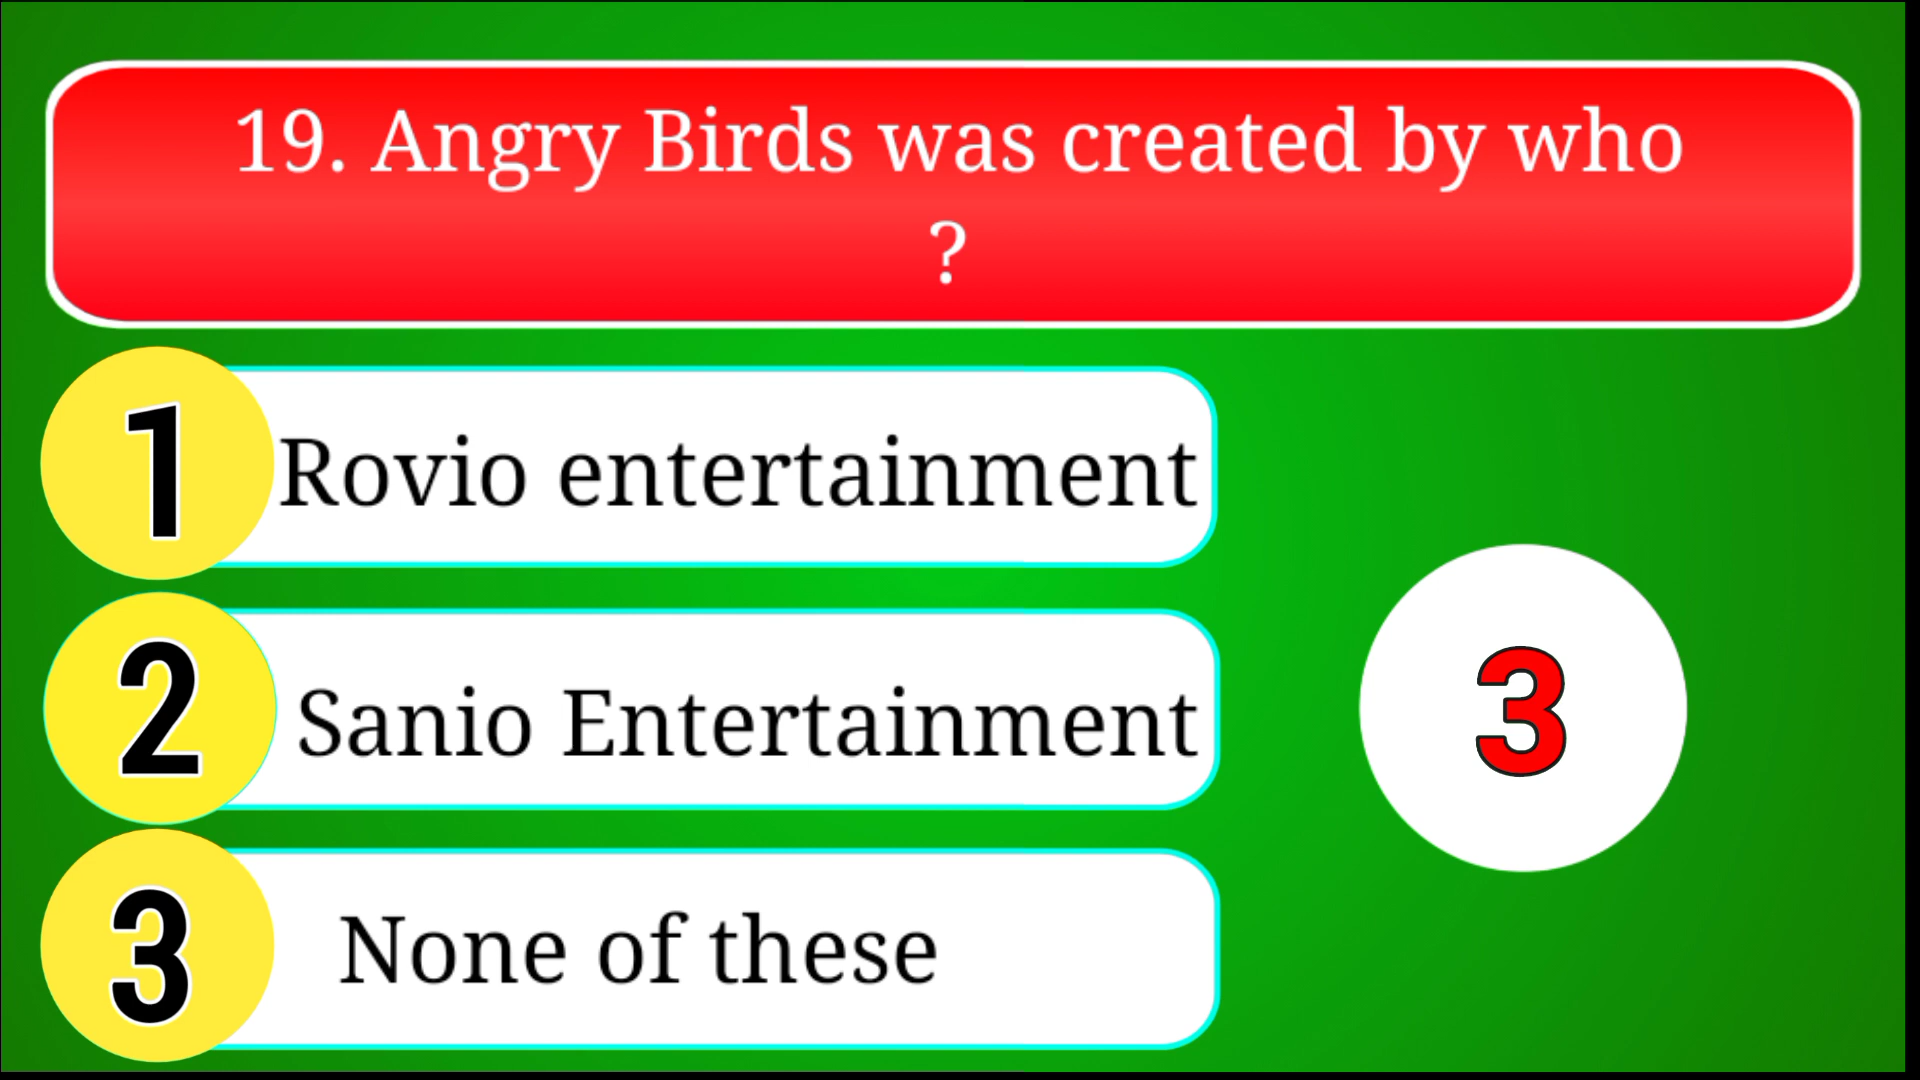 19. Angry Birds was created by who
?
1 Rovio entertainment
2 Sanio Entertainment
3
3 None of these